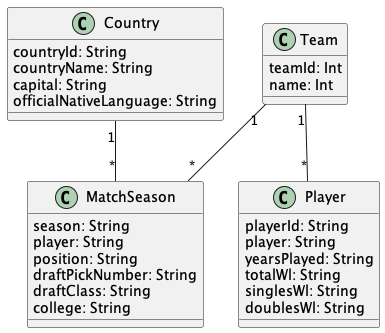 C Country
countryId: String
countryName: String
capital: String
officialNativeLanguage: String
C Team
teamId: Int
name: Int
1
1
1
*
*
*
C MatchSeason
season: String
player: String
position: String
draftPickNumber: String
draftClass: String
college: String
C Player
playerId: String
player: String
yearsPlayed: String
totalWl: String
singlesWl: String
doublesWl: String